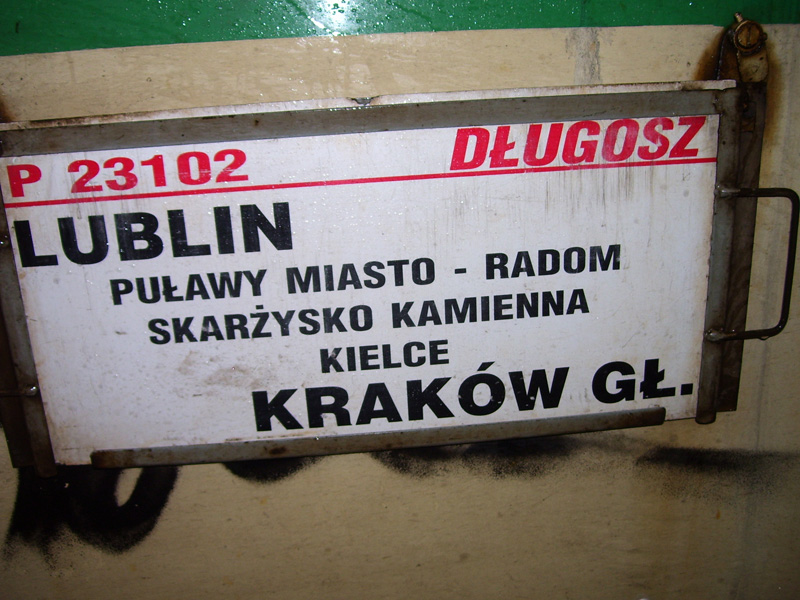 P 23102 DŁUGOSZ
LUBLIN
PUŁAWY MIASTO - RADOM
SKARŻYSKO KAMIENNA
KIELCE
KRAKÓW GŁ.